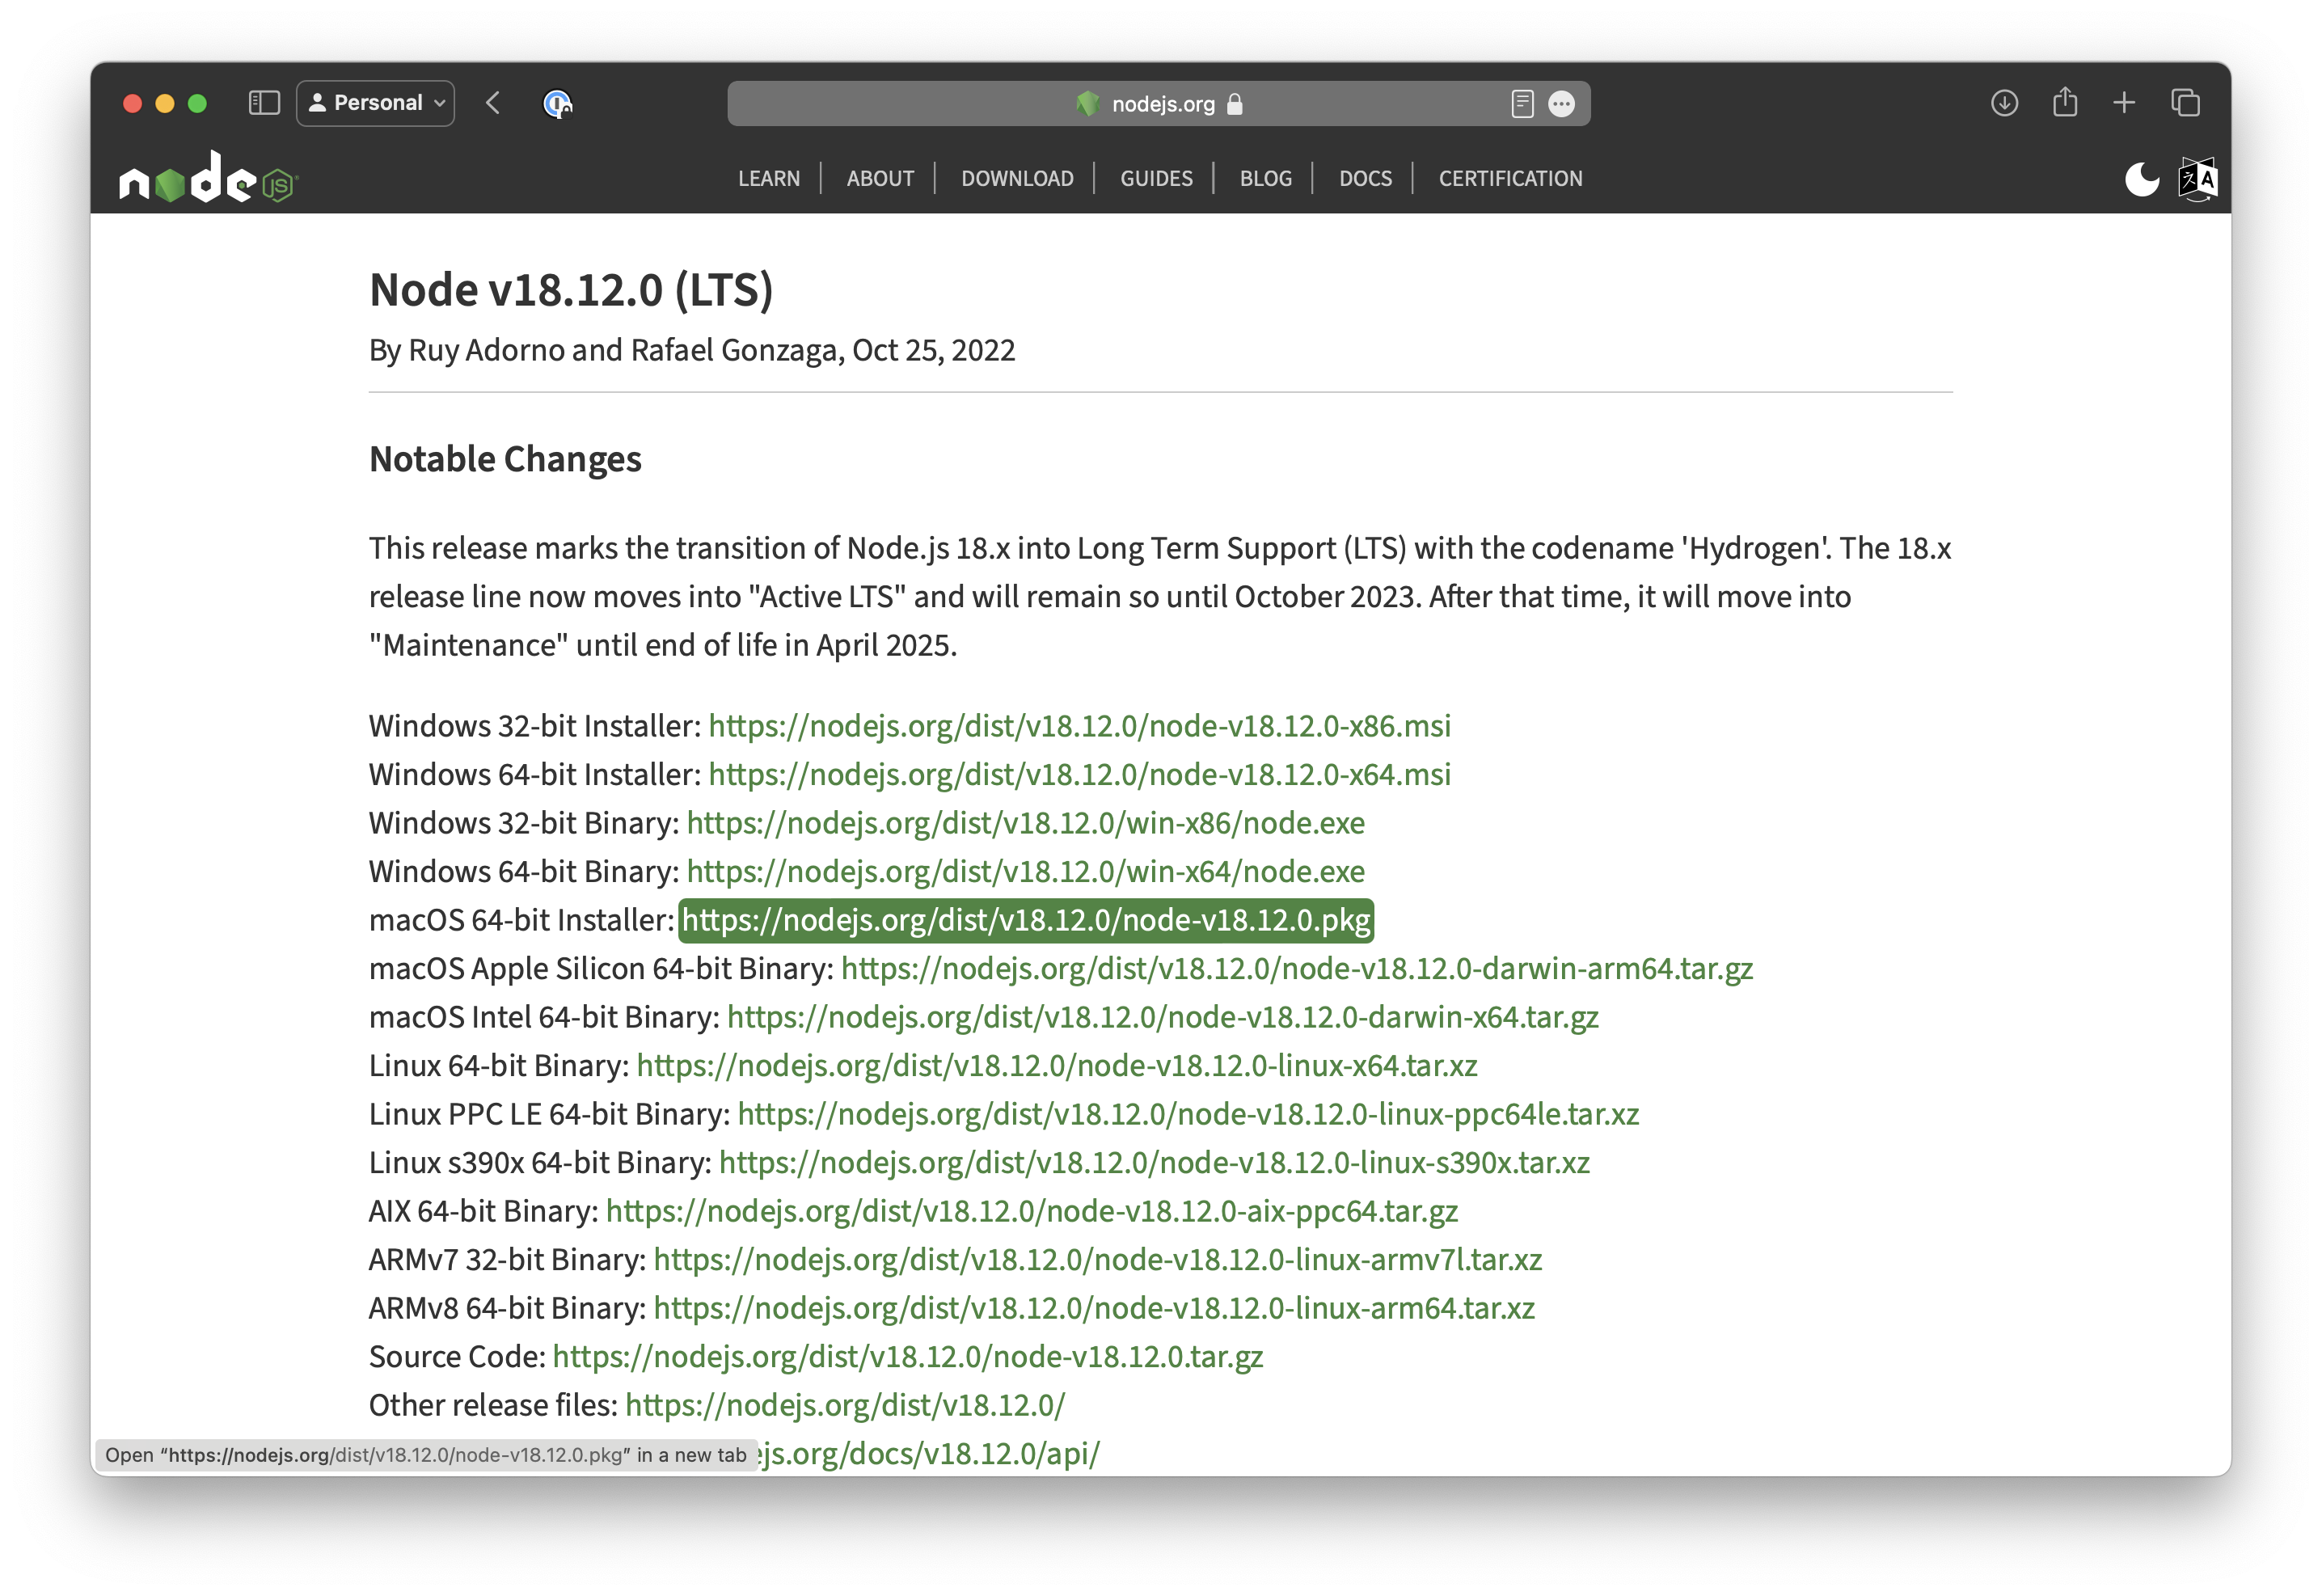 Personal
nodejs.org
node JS
LEARN ABOUT DOWNLOAD GUIDES BLOG DOCS CERTIFICATION
Node v18.12.0 (LTS)
By Ruy Adorno and Rafael Gonzaga, Oct 25, 2022
Notable Changes
This release marks the transition of Node.js 18.x into Long Term Support (LTS) with the codename 'Hydrogen'. The 18.x
release line now moves into "Active LTS" and will remain so until October 2023. After that time, it will move into
"Maintenance" until end of life in April 2025.
Windows 32-bit Installer: https://nodejs.org/dist/v18.12.0/node-v18.12.0-x86.msi
Windows 64-bit Installer: https://nodejs.org/dist/v18.12.0/node-v18.12.0-x64.msi
Windows 32-bit Binary: https://nodejs.org/dist/v18.12.0/win-x86/node.exe
Windows 64-bit Binary: https://nodejs.org/dist/v18.12.0/win-x64/node.exe
macOS 64-bit Installer: https://nodejs.org/dist/v18.12.0/node-v18.12.0.pkg
macOS Apple Silicon 64-bit Binary: https://nodejs.org/dist/v18.12.0/node-v18.12.0-darwin-arm64.tar.gz
macOS Intel 64-bit Binary: https://nodejs.org/dist/v18.12.0/node-v18.12.0-darwin-x64.tar.gz
Linux 64-bit Binary: https://nodejs.org/dist/v18.12.0/node-v18.12.0-linux-x64.tar.xz
Linux PPC LE 64-bit Binary: https://nodejs.org/dist/v18.12.0/node-v18.12.0-linux-ppc64le.tar.xz
Linux s390x 64-bit Binary: https://nodejs.org/dist/v18.12.0/node-v18.12.0-linux-s390x.tar.xz
AIX 64-bit Binary: https://nodejs.org/dist/v18.12.0/node-v18.12.0-aix-ppc64.tar.gz
ARMv7 32-bit Binary: https://nodejs.org/dist/v18.12.0/node-v18.12.0-linux-armv7l.tar.xz
ARMv8 64-bit Binary: https://nodejs.org/dist/v18.12.0/node-v18.12.0-linux-arm64.tar.xz
Source Code: https://nodejs.org/dist/v18.12.0/node-v18.12.0.tar.gz
Other release files: https://nodejs.org/dist/v18.12.0/
Open “https://nodejs.org/dist/v18.12.0/node-v18.12.0.pkg” in a new tab
ejs.org/docs/v18.12.0/api/